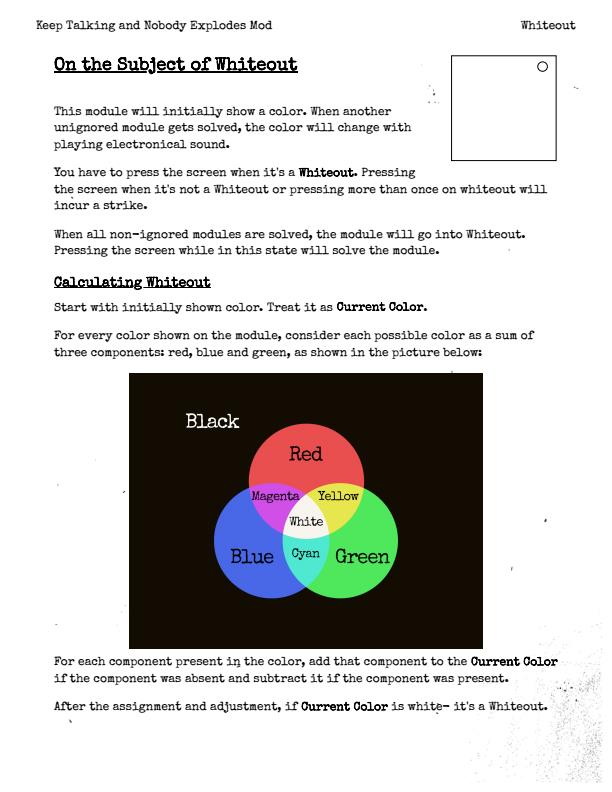 Keep Talking and Nobody Explodes Mod Whiteout
On the Subject of Whiteout
This module will initially show a color. When another
unignored module gets solved, the color will change with
playing electronical sound.
You have to press the screen when it's a Whiteout. Pressing
the screen when it's not a Whiteout or pressing more than once on whiteout will
incur a strike.
When all non-ignored modules are solved, the module will go into Whiteout.
Pressing the screen while in this state will solve the module.
Calculating Whiteout
Start with initially shown color. Treat it as Current Color.
For every color shown on the module, consider each possible color as a sum of
three components: red, blue and green, as shown in the picture below:
Black
Red
Magenta Yellow
White
Blue Cyan Green
For each component present in the color, add that component to the Current Color
if the component was absent and subtract it if the component was present.
After the assignment and adjustment, if Current Color is white- it's a Whiteout.